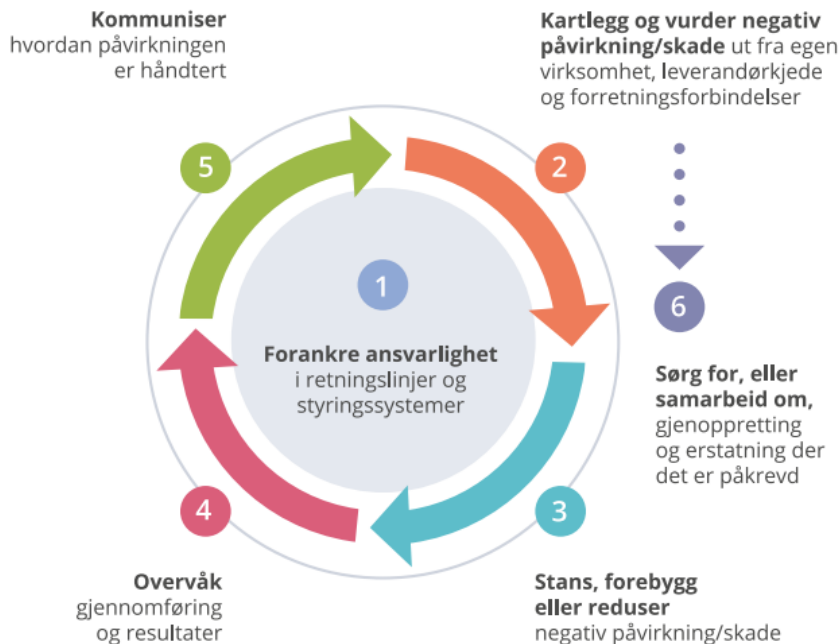 Kommuniser
hvordan påvirkningen
er håndtert
Kartlegg og vurder negativ
påvirkning/skade ut fra egen
virksomhet, leverandørkjede
og forretningsforbindelser
5
2
1
Forankre ansvarlighet
i retningslinjer og
styringssystemer
6
Sørg for, eller
samarbeid om,
gjenoppretting
og erstatning der
det er påkrevd
4
3
Overvåk
gjennomføring
og resultater
Stans, forebygg
eller reduser
negativ påvirkning/skade